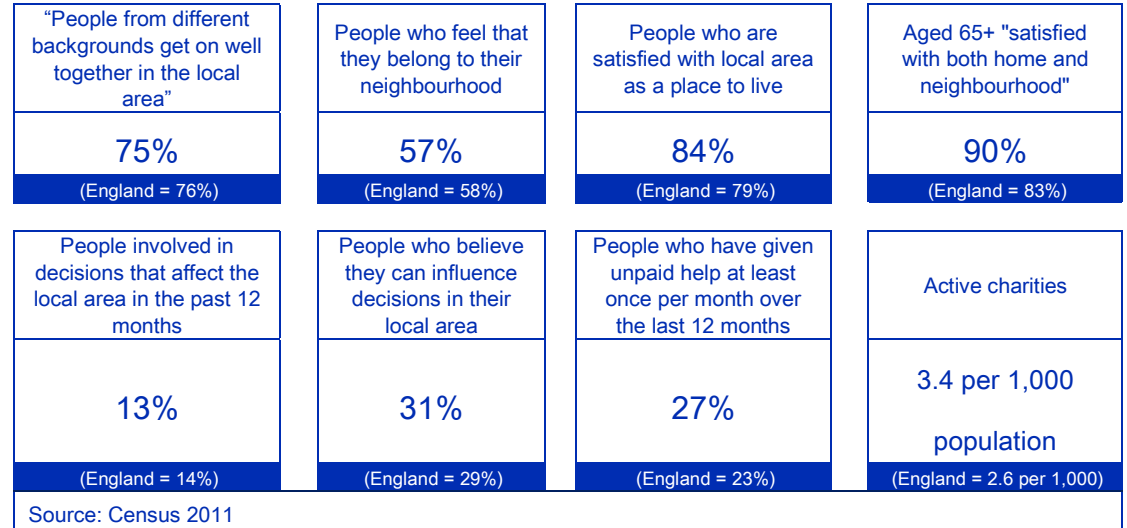 “People from different
backgrounds get on well
together in the local
area”
75%
(England = 76%)
People who feel that
they belong to their
neighbourhood
57%
(England = 58%)
People who are
satisfied with local area
as a place to live
84%
(England = 79%)
Aged 65+ "satisfied
with both home and
neighbourhood"
90%
(England = 83%)
People involved in
decisions that affect the
local area in the past 12
months
13%
(England = 14%)
People who believe
they can influence
decisions in their
local area
31%
(England = 29%)
People who have given
unpaid help at least
once per month over
the last 12 months
27%
(England = 23%)
Active charities
3.4 per 1,000
population
(England = 2.6 per 1,000)
Source: Census 2011